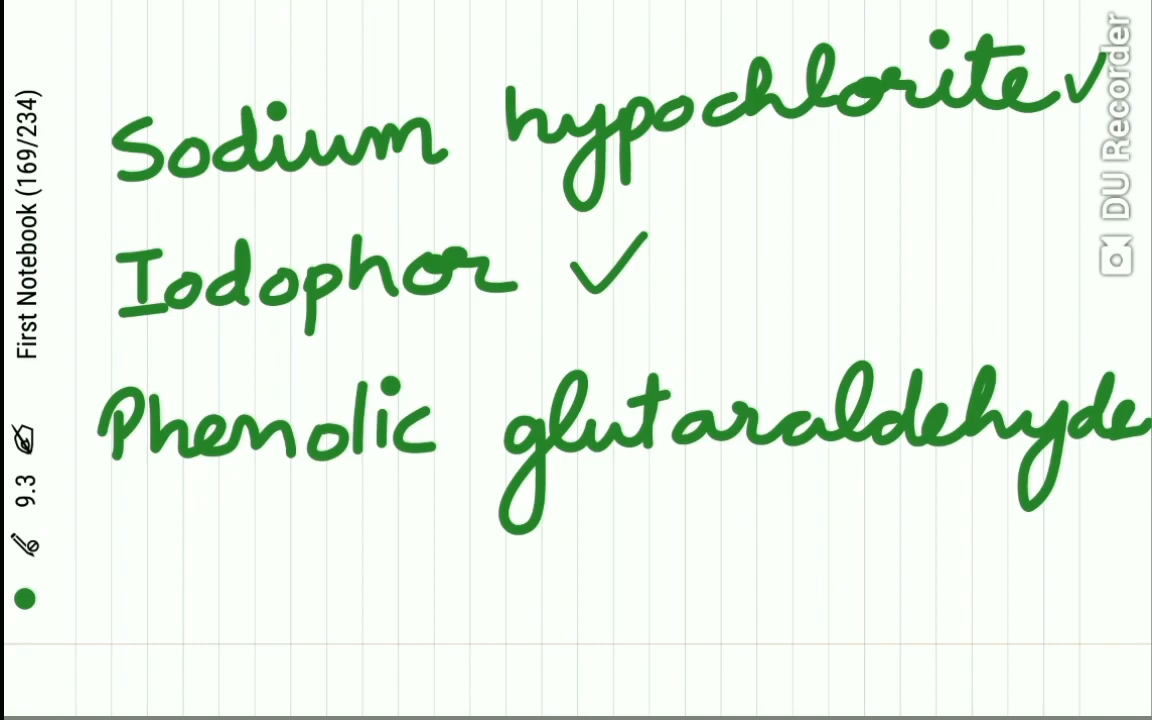 Sodium hypochlorite ✓
Iodophor ✓
Phenolic glutaraldehyde
First Notebook (169/234)
9.3
DU Recorder